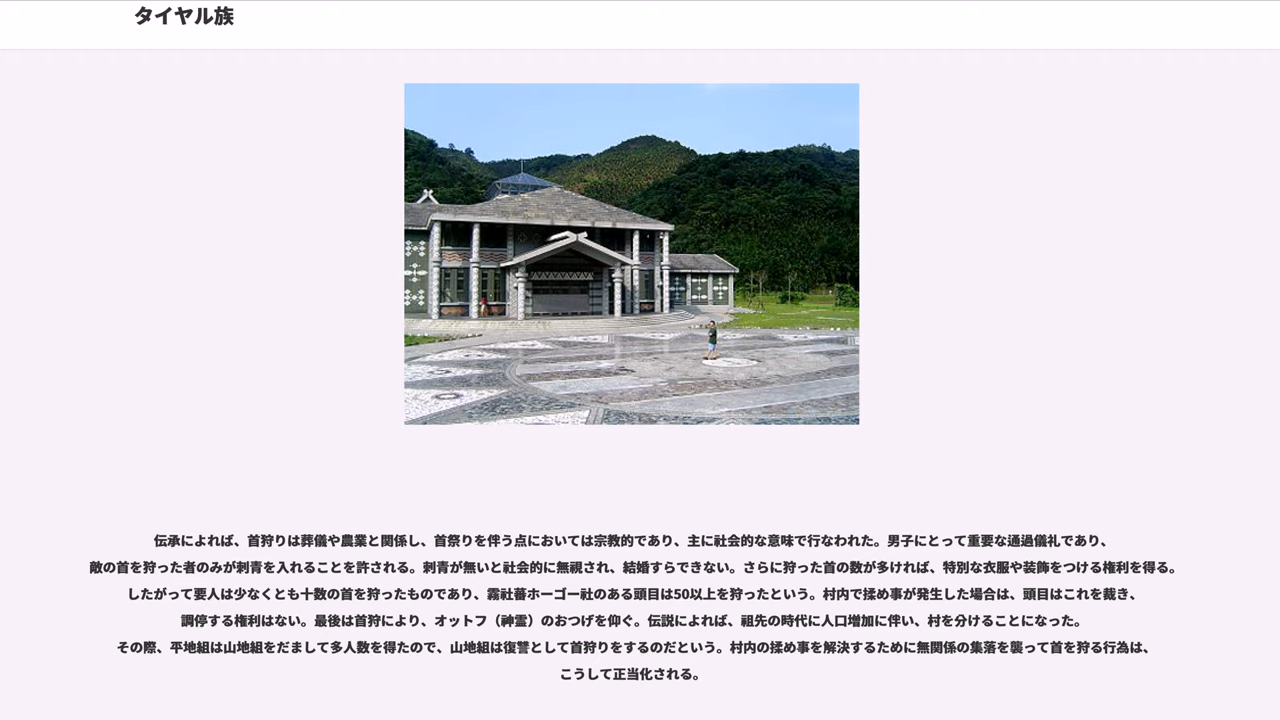 タイヤル族
伝承によれば、首狩りは葬儀や農業と関係し、首祭りを伴う点においては宗教的であり、主に社会的な意味で行なわれた。男子にとって重要な通過儀礼であり、
敵の首を狩った者のみが刺青を入れることを許される。刺青が無いと社会的に無視され、結婚すらできない。さらに狩った首の数が多ければ、特別な衣服や装飾をつける権利を得る。
したがって要人は少なくとも十数の首を狩ったものであり、霧社蕃ホーゴー社のある頭目は50以上を狩ったという。村内で揉め事が発生した場合は、頭目はこれを裁き、
調停する権利はない。最後は首狩により、オットフ（神霊）のおつげを仰ぐ。伝説によれば、祖先の時代に人口増加に伴い、村を分けることになった。
その際、平地組は山地組をだまして多人数を得たので、山地組は復讐として首狩りをするのだという。村内の揉め事を解決するために無関係の集落を襲って首を狩る行為は、
こうして正当化される。